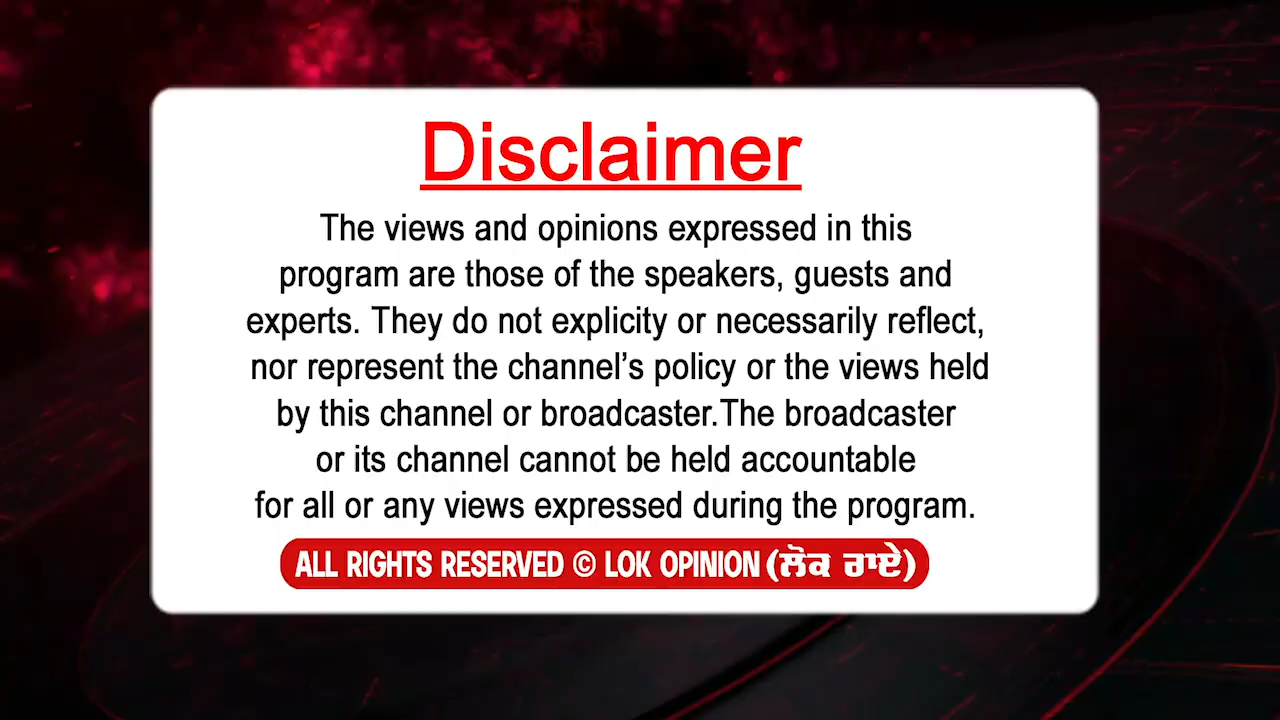 Disclaimer
The views and opinions expressed in this
program are those of the speakers, guests and
experts. They do not explicity or necessarily reflect,
nor represent the channel’s policy or the views held
by this channel or broadcaster.The broadcaster
or its channel cannot be held accountable
for all or any views expressed during the program.
ALL RIGHTS RESERVED © LOK OPINION (ਲੋਕ ਰਾਏ)